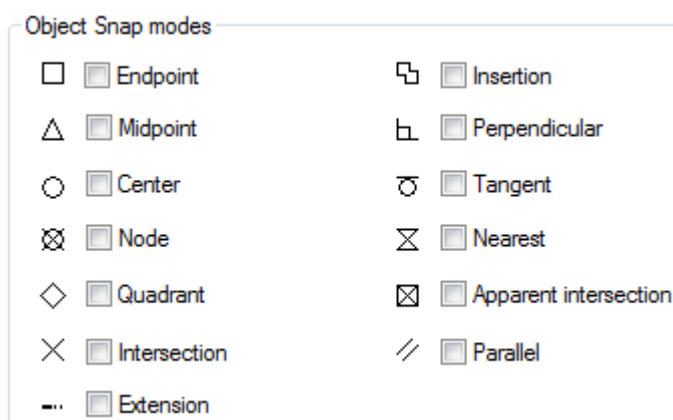 Object Snap modes
Endpoint
Midpoint
Center
Node
Quadrant
Intersection
Extension
Insertion
Perpendicular
Tangent
Nearest
Apparent intersection
Parallel